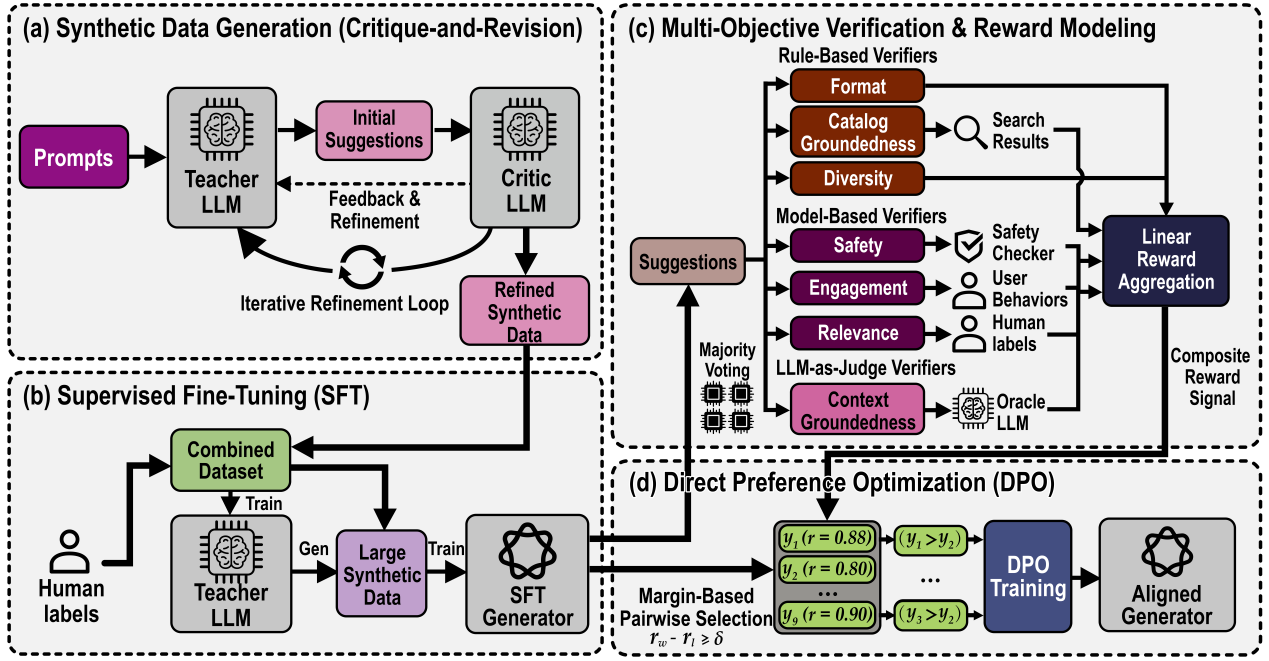 (a) Synthetic Data Generation (Critique-and-Revision)
Prompts
Teacher
LLM
Initial
Suggestions
Critic
LLM
Feedback &
Refinement
Iterative Refinement Loop
Refined
Synthetic
Data
(b) Supervised Fine-Tuning (SFT)
Combined
Dataset
Train
Human
labels
Teacher
LLM
Gen
Large
Synthetic
Data
Train
SFT
Generator
(c) Multi-Objective Verification & Reward Modeling
Suggestions
Majority
Voting
Rule-Based Verifiers
Format
Catalog
Groundedness
Search
Results
Diversity
Model-Based Verifiers
Safety
Safety
Checker
Engagement
User
Behaviors
Relevance
Human
labels
LLM-as-Judge Verifiers
Context
Groundedness
Oracle
LLM
Linear
Reward
Aggregation
Composite
Reward
Signal
(d) Direct Preference Optimization (DPO)
Margin-Based
Pairwise Selection
r_w - r_l ⩾ δ
y₁ (r = 0.88)
y₂ (r = 0.80)
...
y₉ (r = 0.90)
(y₁ > y₂)
...
(y₃ > y₂)
DPO
Training
Aligned
Generator